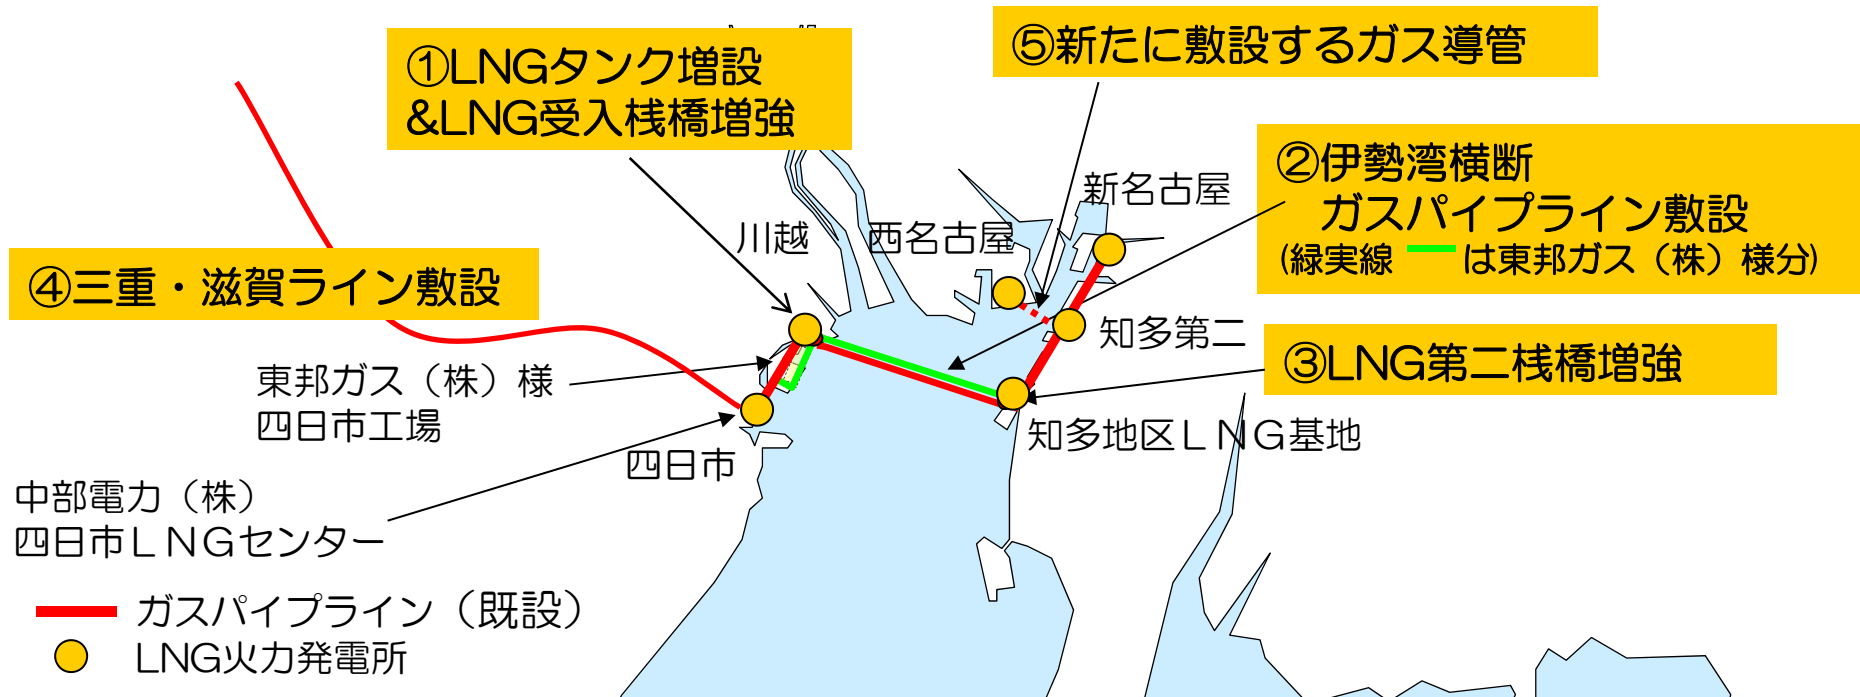 ①LNGタンク増設
&LNG受入桟橋増強
⑤新たに敷設するガス導管
②伊勢湾横断
ガスパイプライン敷設
(緑実線 は東邦ガス（株）様分)
新名古屋
川越
西名古屋
④三重・滋賀ライン敷設
知多第二
③LNG第二桟橋増強
東邦ガス（株）様
四日市工場
知多地区LNG基地
四日市
中部電力（株）
四日市LNGセンター
ガスパイプライン（既設）
LNG火力発電所